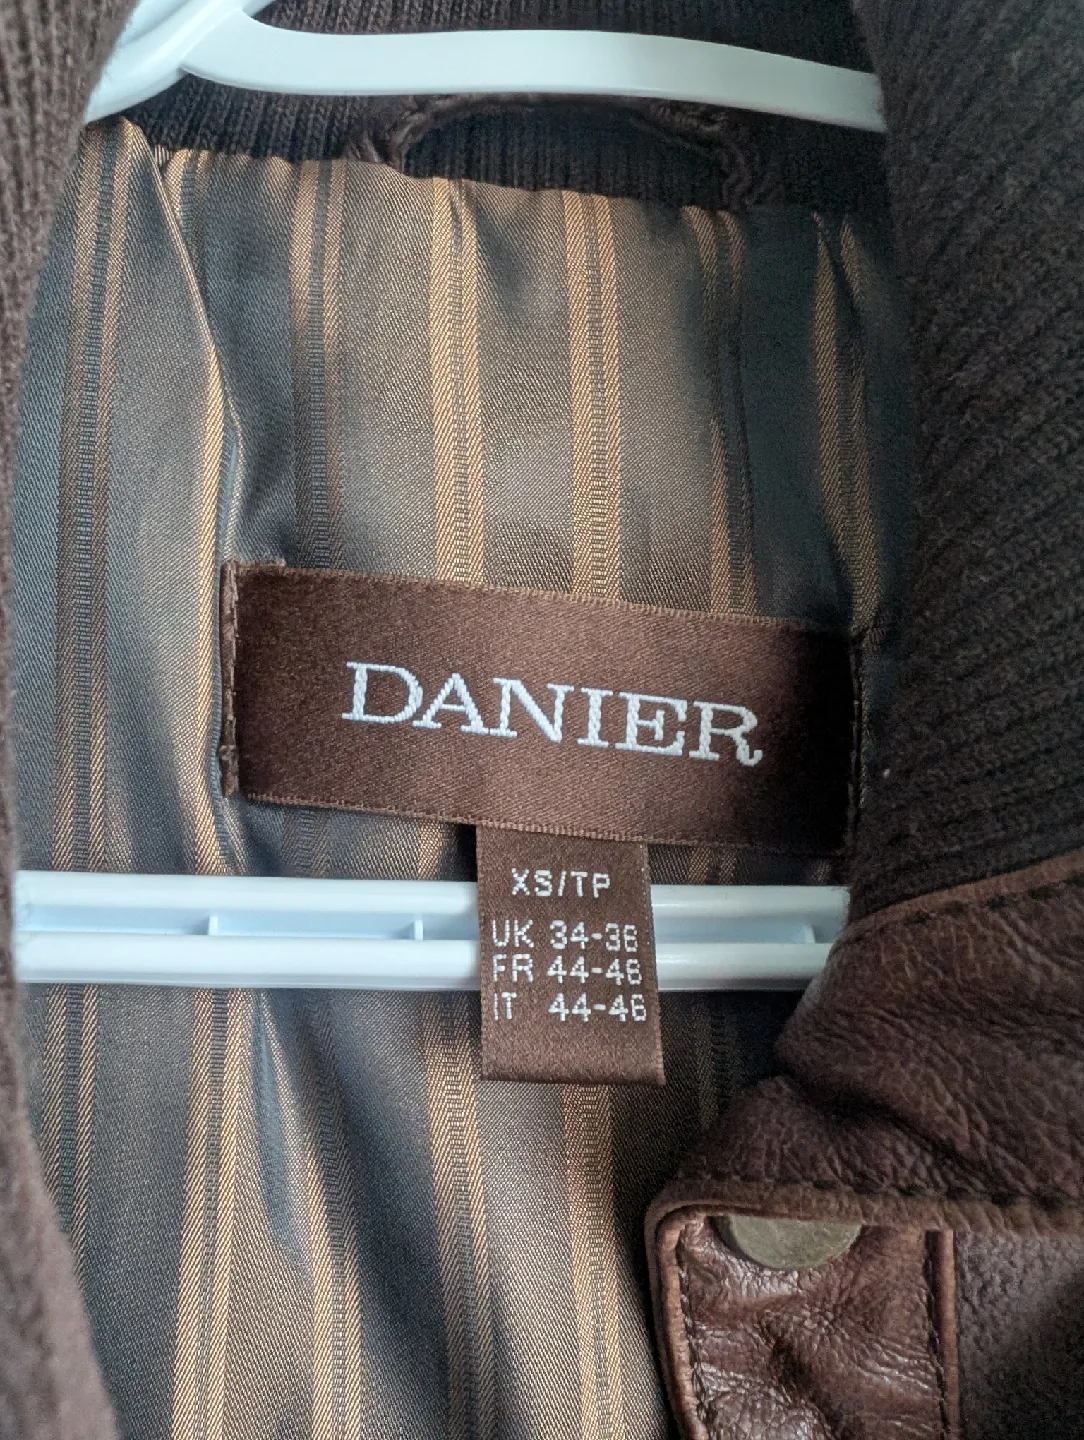 DANIER
XS/TP
UK 34-36
FR 44-46
IT 44-46